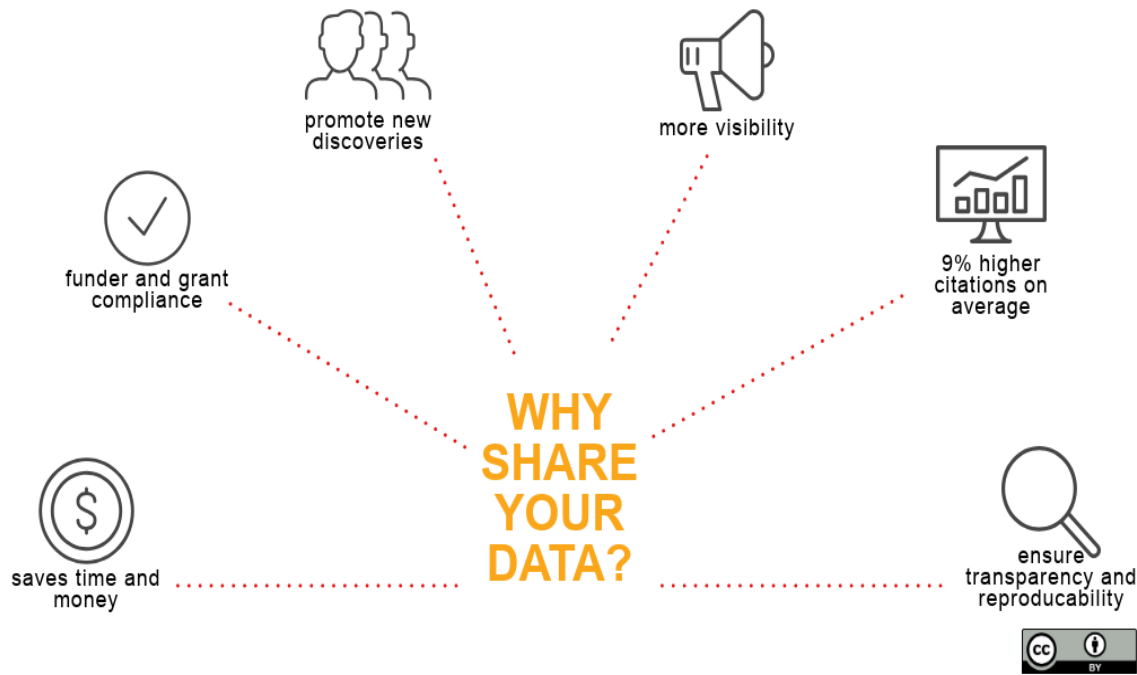 promote new
discoveries
more visibility
funder and grant
compliance
9% higher
citations on
average
WHY
SHARE
YOUR
DATA?
$
saves time and
money
ensure
transparency and
reproducability
cc
BY